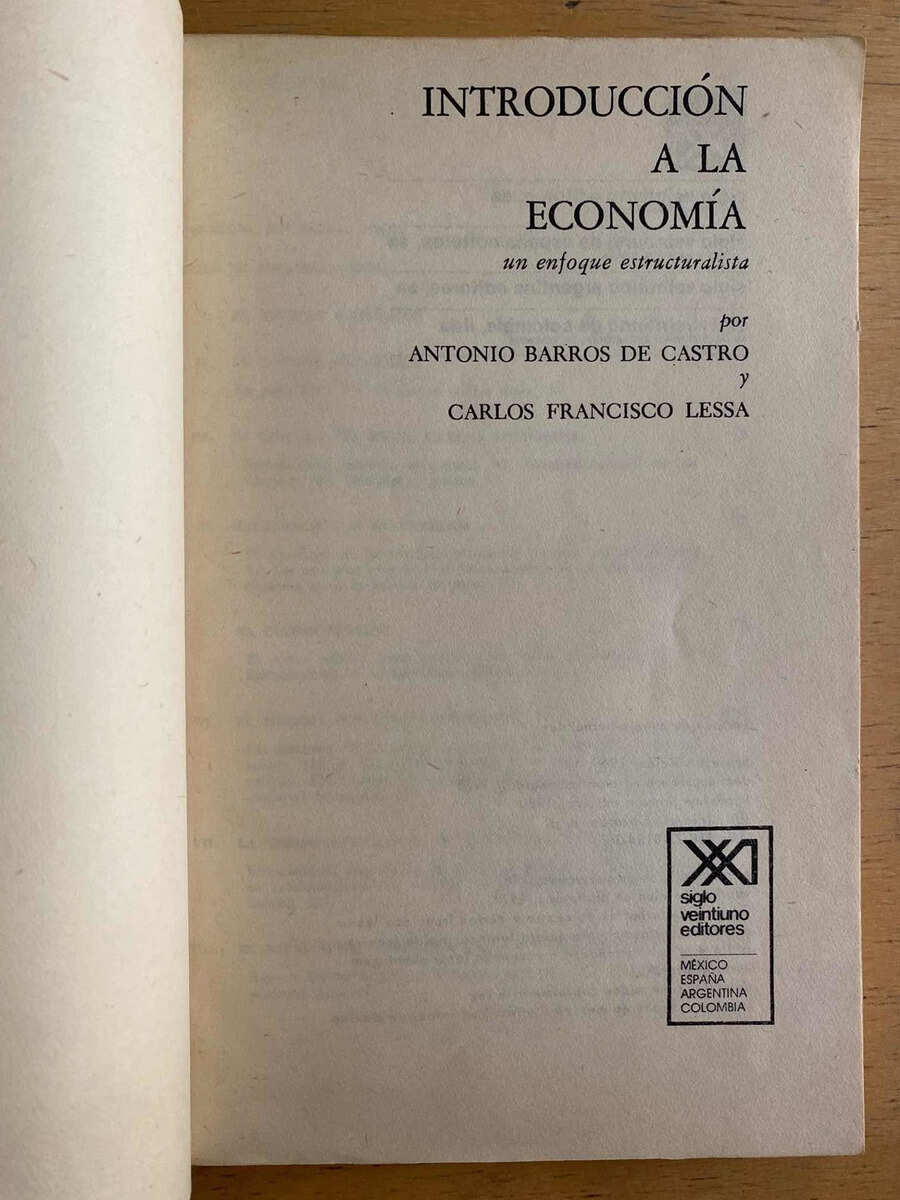 INTRODUCCIÓN
A LA
ECONOMÍA
un enfoque estructuralista
por
ANTONIO BARROS DE CASTRO
y
CARLOS FRANCISCO LESSA
siglo
veintiuno
editores
MÉXICO
ESPAÑA
ARGENTINA
COLOMBIA